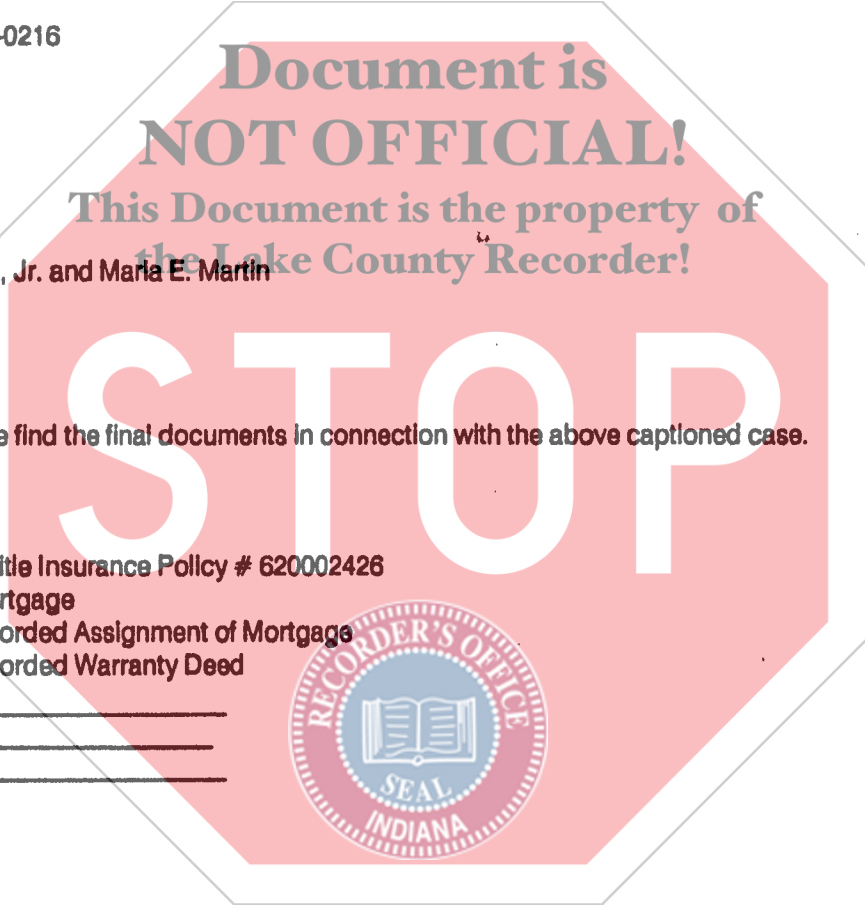 -0216
Document is
NOT OFFICIAL!
This Document is the property of
the Lake County Recorder!
, Jr. and Maria E. Martin
STOP
e find the final documents in connection with the above captioned case.
itle Insurance Policy # 620002426
rtgage
orded Assignment of Mortgage
orded Warranty Deed
RECORDER'S OFFICE
SEAL
INDIANA